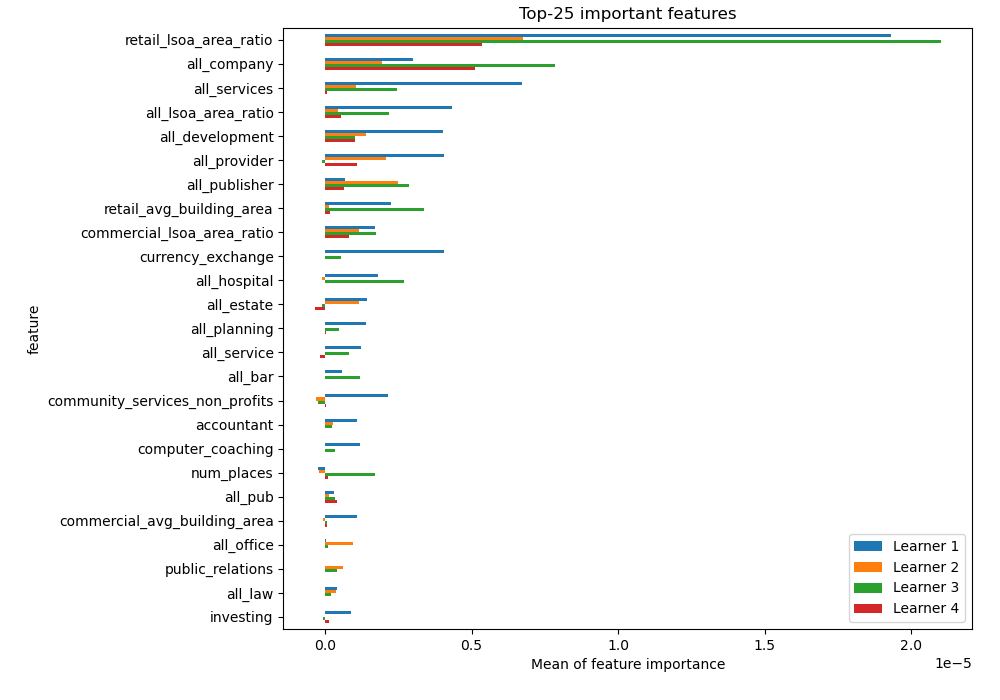 Top-25 important features
retail_lsoa_area_ratio
all_company
all_services
all_lsoa_area_ratio
all_development
all_provider
all_publisher
retail_avg_building_area
commercial_lsoa_area_ratio
currency_exchange
all_hospital
all_estate
all_planning
all_service
all_bar
community_services_non_profits
accountant
computer_coaching
num_places
all_pub
commercial_avg_building_area
all_office
public_relations
all_law
investing
feature
Learner 1
Learner 2
Learner 3
Learner 4
0.0 0.5 1.0 1.5 2.0
1e−5
Mean of feature importance